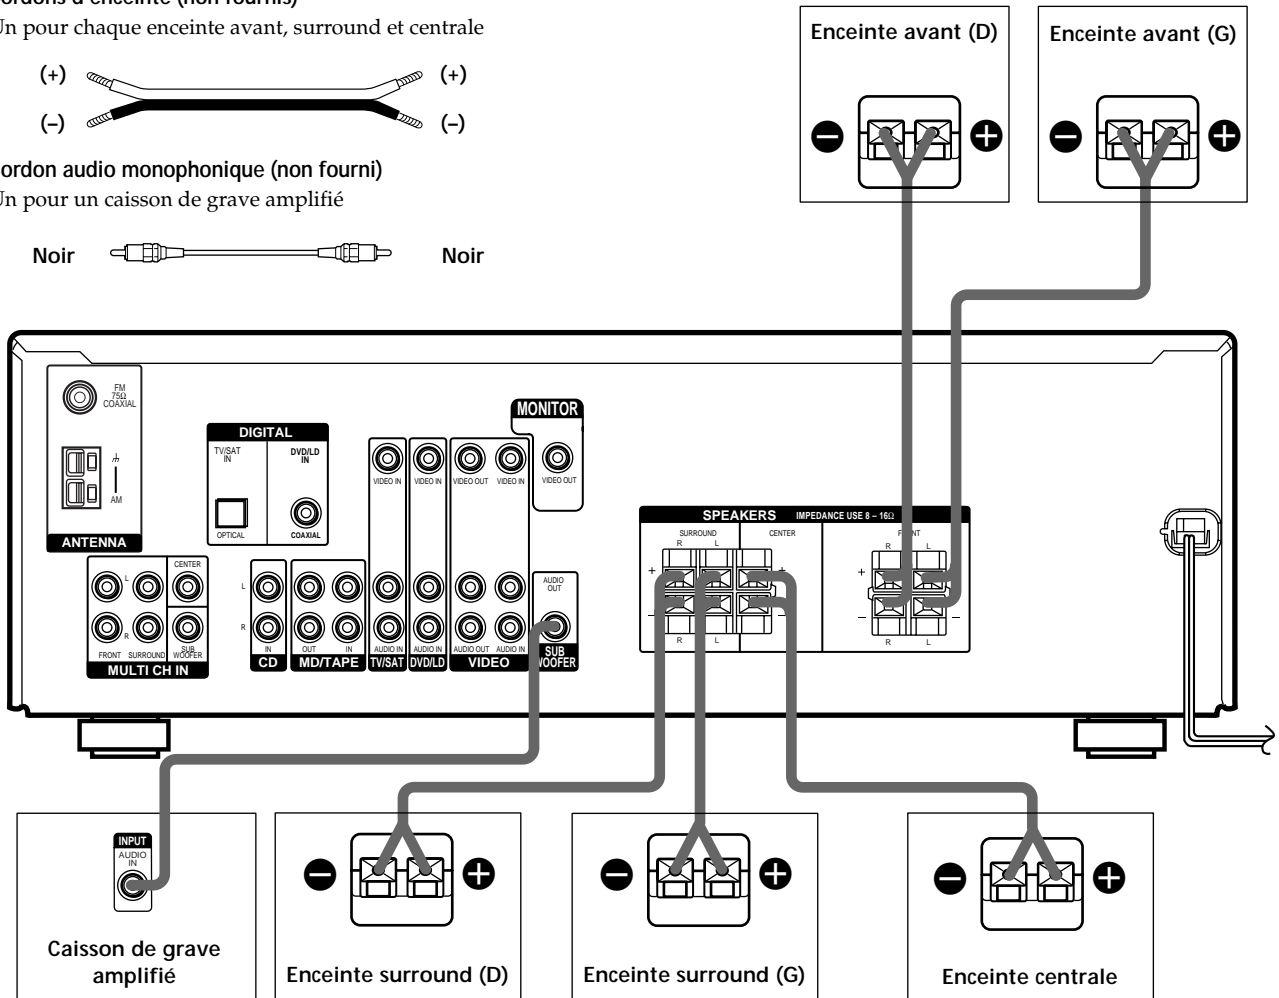 ordons d'enceinte (non fournis)
Un pour chaque enceinte avant, surround et centrale
(+) (+)
(–) (–)
ordon audio monophonique (non fourni)
Un pour un caisson de grave amplifié
Noir Noir
Enceinte avant (D)
Enceinte avant (G)
FM
75Ω
COAXIAL
AM
ANTENNA
DIGITAL
TV/SAT
IN
DVD/LD
IN
OPTICAL
COAXIAL
MONITOR
VIDEO IN
VIDEO IN
VIDEO OUT
VIDEO IN
VIDEO OUT
CENTER
L
R
FRONT
SURROUND
SUB
WOOFER
MULTI CH IN
L
R
IN
CD
OUT
IN
MD/TAPE
AUDIO IN
TV/SAT
AUDIO IN
DVD/LD
AUDIO OUT
AUDIO IN
VIDEO
AUDIO
OUT
SUB
WOOFER
SPEAKERS IMPEDANCE USE 8 – 16Ω
SURROUND
CENTER
R L
R L
+ +
– –
R L
R L
+ +
– –
INPUT
AUDIO
IN
Caisson de grave
amplifié
Enceinte surround (D)
Enceinte surround (G)
Enceinte centrale